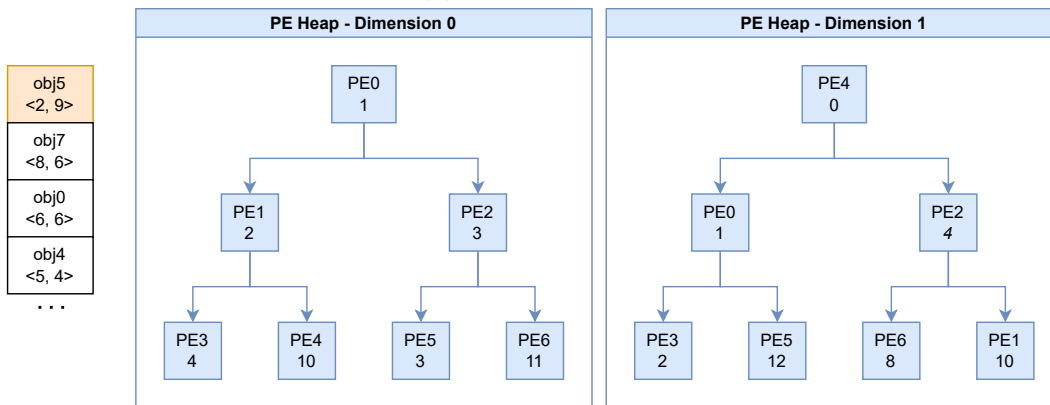 PE Heap - Dimension 0
PE Heap - Dimension 1
obj5
<2, 9>
obj7
<8, 6>
obj0
<6, 6>
obj4
<5, 4>
. . .
PE0
1
PE1
2
PE2
3
PE3
4
PE4
10
PE5
3
PE6
11
PE4
0
PE0
1
PE2
4
PE3
2
PE5
12
PE6
8
PE1
10